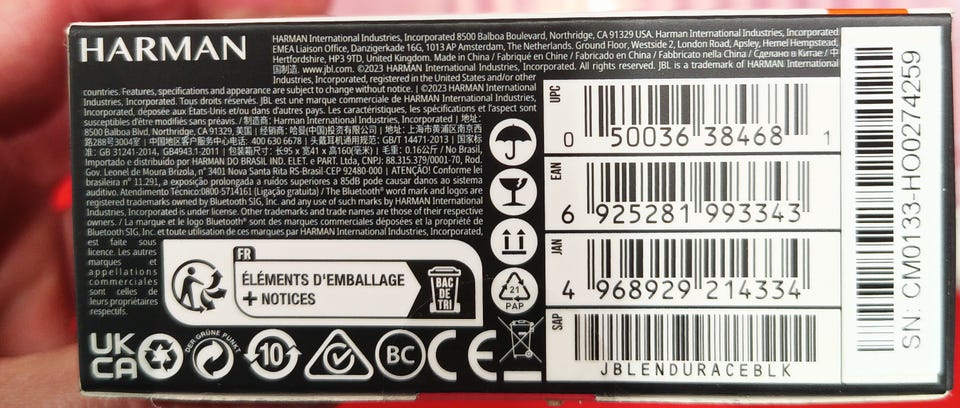 HARMAN
HARMAN International Industries, Incorporated 8500 Balboa Boulevard, Northridge, CA 91329 USA. Harman International Industries, Incorporated
EMEA Liaison Office, Danzigerkade 16G, 1013 AP Amsterdam, The Netherlands. Ground Floor, Westside 2, London Road, Apsley, Hemel Hempstead,
Hertfordshire, HP3 9TD, United Kingdom. Made in China / Fabriqué en China / Fabricado en China / Fabbricato nella China / Сделано в Китае / 中
国制造. www.jbl.com. ©2023 HARMAN International Industries, Incorporated. All rights reserved. JBL is a trademark of HARMAN International
Industries, Incorporated, registered in the United States and/or other
countries. Features, specifications and appearance are subject to change without notice. | ©2023 HARMAN International
Industries, Incorporated. Tous droits réservés. JBL est une marque commerciale de HARMAN International Industries,
Incorporated, déposée aux États-Unis et/ou dans d'autres pays. Les caractéristiques, les spécifications et l'aspect sont
susceptibles d'être modifiés sans préavis. / 制造商: Harman International Industries, Incorporated | 地址:
8500 Balboa Blvd, Northridge, CA 91329, 美国 | 经销商: 哈曼(中国)投资有限公司 | 地址: 上海市黄浦区南京西
路288号3004室 | 中国地区客户服务中心电话: 400 630 6678 | 头戴耳机通用规范: GB/T 14471-2013 | 国家标
准: GB 31241-2014, GB4943.1-2011 | 包装箱尺寸: 长95 x 宽41 x 高160(毫米) | 毛重: 0.16公斤 / No Brasil,
Importado e distribuído por HARMAN DO BRASIL IND. ELET. e PART. Ltda, CNPJ: 88.315.379/0001-70, Rod.
Gov. Leonel de Moura Brizola, n° 3401 Nova Santa Rita RS-Brasil-CEP 92480-000 | ATENÇÃO! Conforme lei
brasileira n° 11.291, a exposição prolongada a ruídos superiores a 85dB pode causar danos ao sistema
auditivo. Atendimento Técnico:0800-5714161 (Ligação gratuita) / The Bluetooth® word mark and logos are
registered trademarks owned by Bluetooth SIG, Inc. and any use of such marks by HARMAN International
Industries, Incorporated is under license. Other trademarks and trade names are those of their respective
owners. / La marque et le logo Bluetooth® sont des marques commerciales déposées et la propriété de
Bluetooth SIG, Inc. et toute utilisation de ces marques par HARMAN International Industries, Incorporated,
est faite sous
licence. Les autres
marques et
appellations
commerciales
sont celles de
leurs propriétaires
respectifs.
FR
ÉLÉMENTS D'EMBALLAGE
+ NOTICES
BAC
DE
TRI
UK
CA
DER GRÜNE PUNKT
10
BC
CE
21
PAP
UPC
0 50036 38468 1
EAN
6 925281 993343
JAN
4 968929 214334
SAP
JBLENDURACEBLK
SN: CM0133-HO0274259